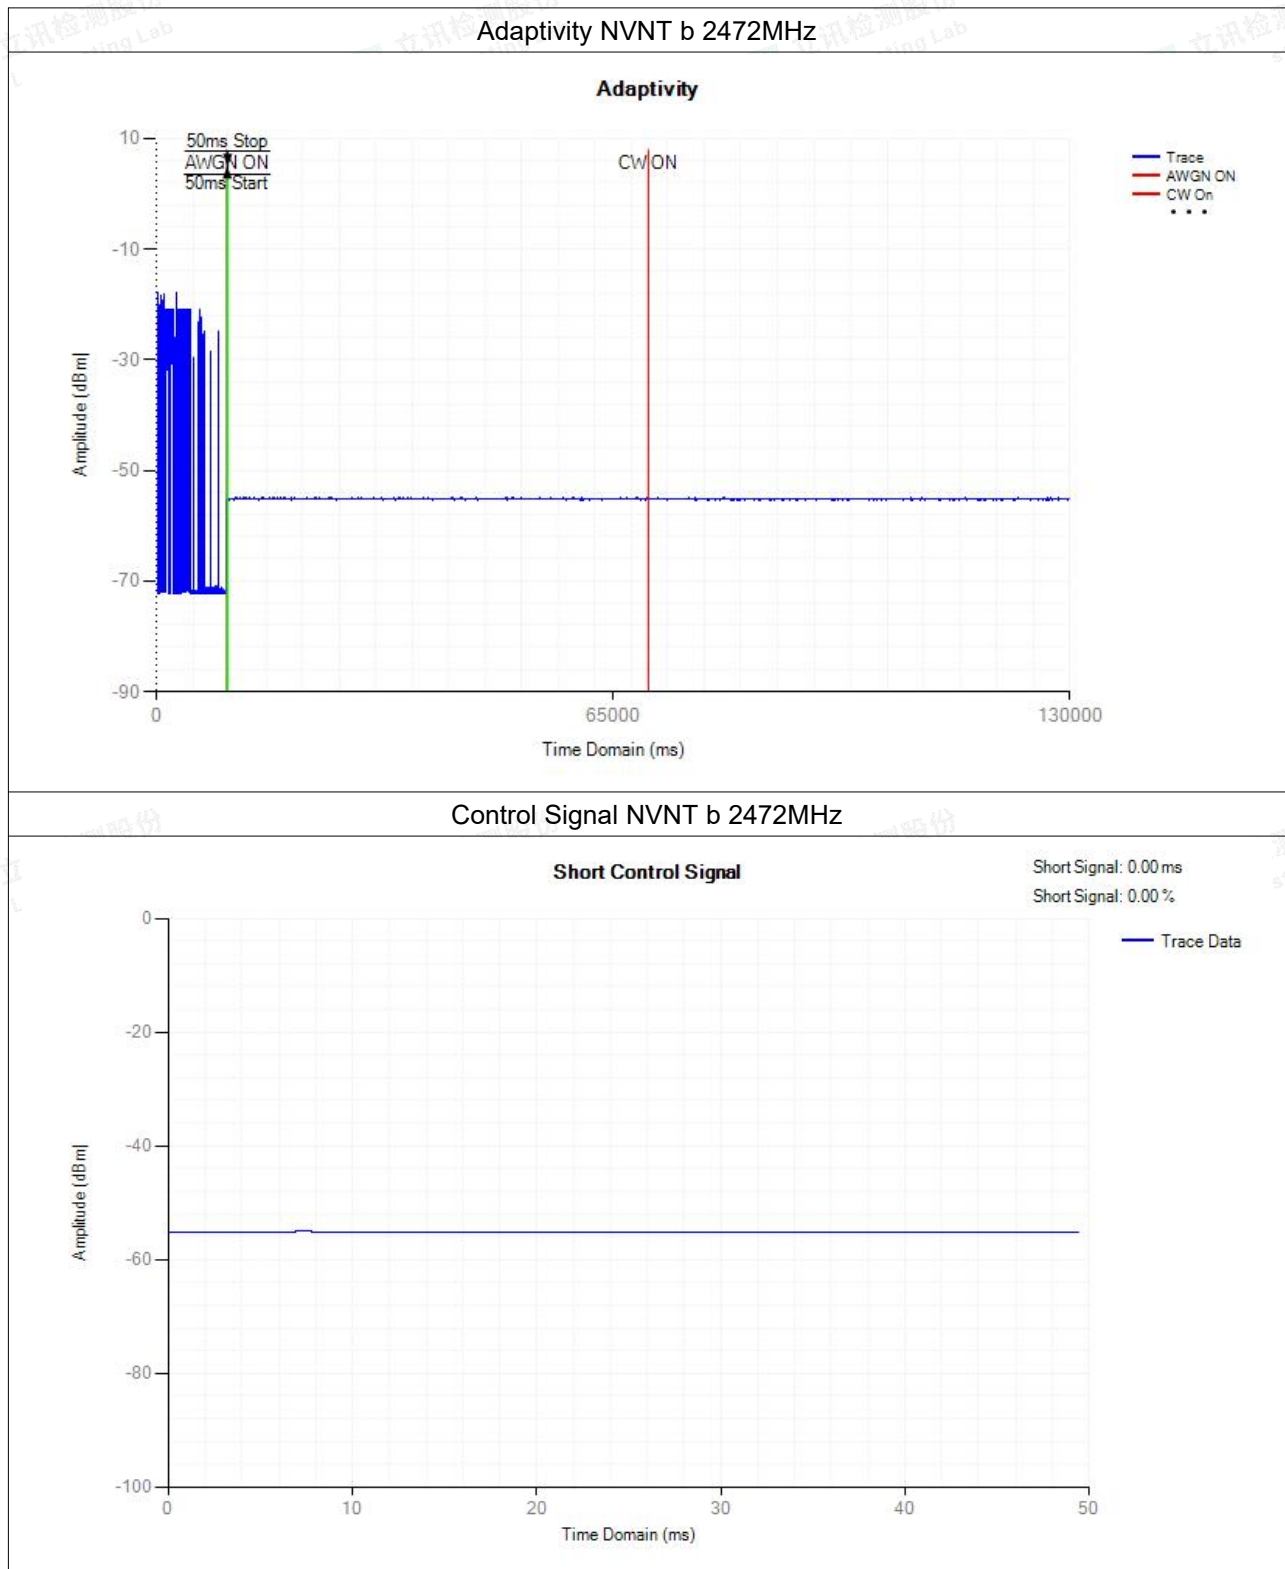 Adaptivity NVNT b 2472MHz
Adaptivity
50ms Stop
AWGN ON
50ms Start
CW ON
Trace
AWGN ON
CW On
10
-10
-30
-50
-70
-90
Amplitude (dBm)
0
65000
130000
Time Domain (ms)
Control Signal NVNT b 2472MHz
Short Control Signal
Short Signal: 0.00 ms
Short Signal: 0.00 %
Trace Data
0
-20
-40
-60
-80
-100
Amplitude (dBm)
0
10
20
30
40
50
Time Domain (ms)